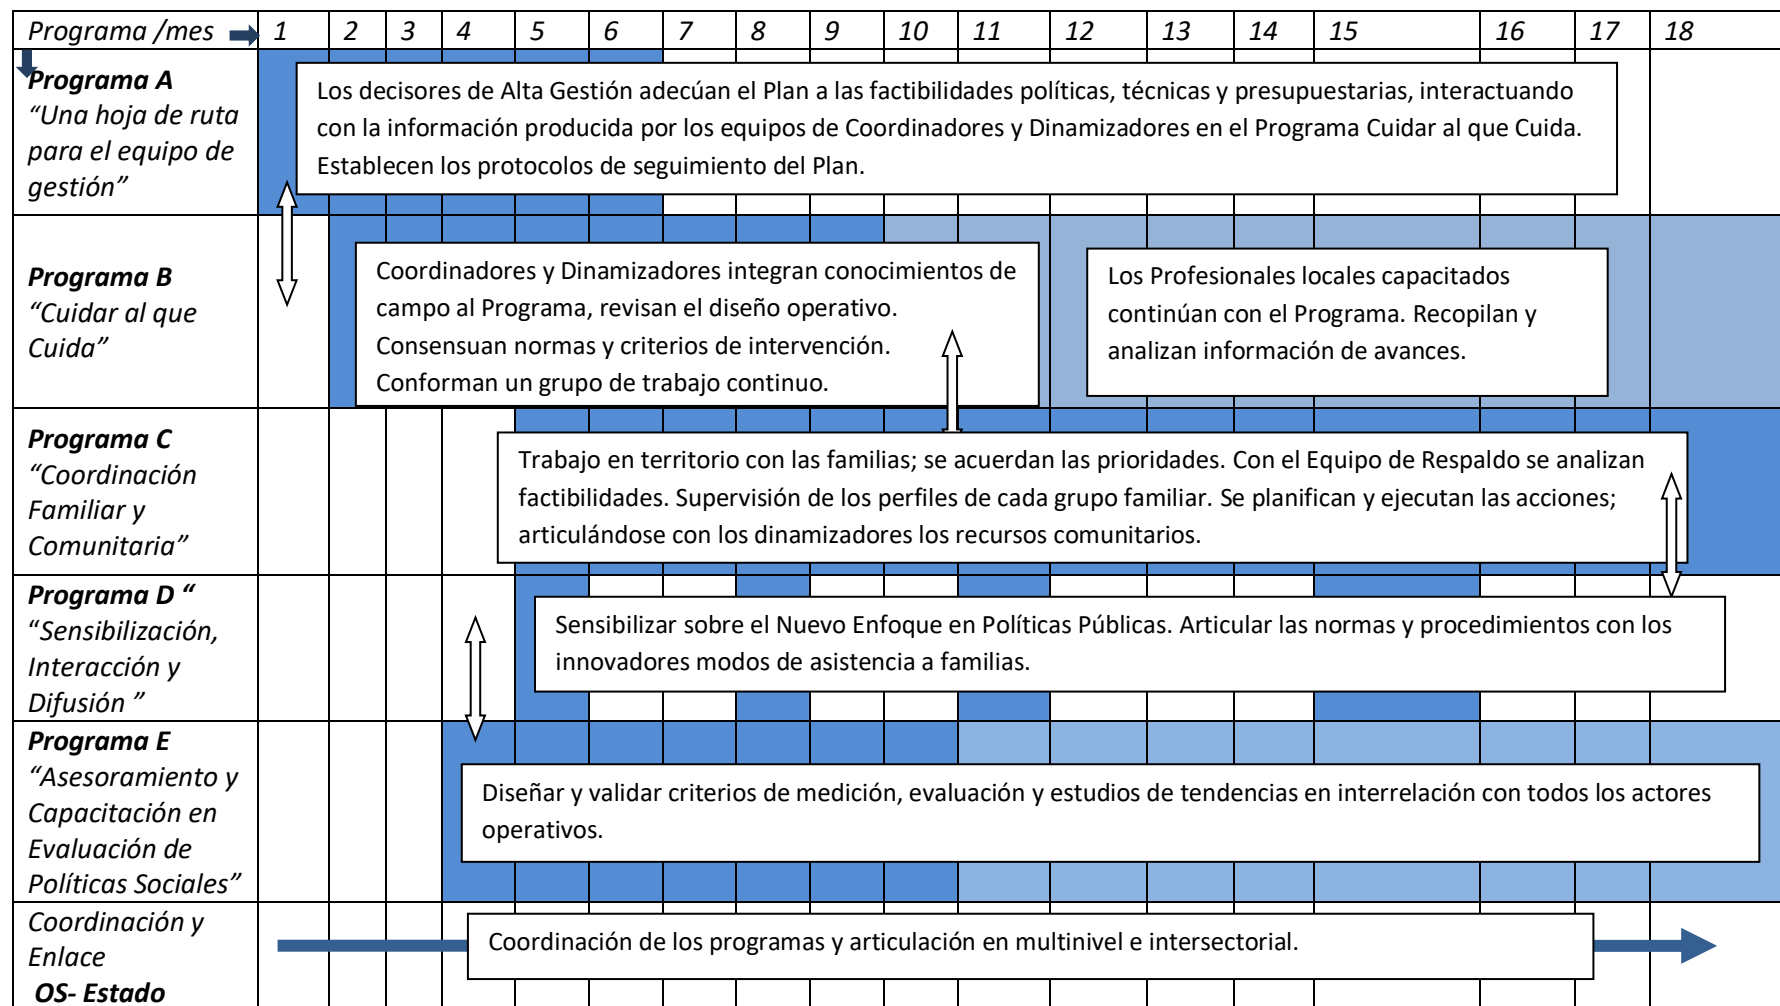 Programa /mes 1 2 3 4 5 6 7 8 9 10 11 12 13 14 15 16 17 18
Programa A
“Una hoja de ruta
para el equipo de
gestión”
Los decisores de Alta Gestión adecúan el Plan a las factibilidades políticas, técnicas y presupuestarias, interactuando
con la información producida por los equipos de Coordinadores y Dinamizadores en el Programa Cuidar al que Cuida.
Establecen los protocolos de seguimiento del Plan.
Programa B
“Cuidar al que
Cuida”
Coordinadores y Dinamizadores integran conocimientos de
campo al Programa, revisan el diseño operativo.
Consensuan normas y criterios de intervención.
Conforman un grupo de trabajo continuo.
Los Profesionales locales capacitados
continúan con el Programa. Recopilan y
analizan información de avances.
Programa C
“Coordinación
Familiar y
Comunitaria”
Trabajo en territorio con las familias; se acuerdan las prioridades. Con el Equipo de Respaldo se analizan
factibilidades. Supervisión de los perfiles de cada grupo familiar. Se planifican y ejecutan las acciones;
articulándose con los dinamizadores los recursos comunitarios.
Programa D “
“Sensibilización,
Interacción y
Difusión ”
Sensibilizar sobre el Nuevo Enfoque en Políticas Públicas. Articular las normas y procedimientos con los
innovadores modos de asistencia a familias.
Programa E
“Asesoramiento y
Capacitación en
Evaluación de
Políticas Sociales”
Diseñar y validar criterios de medición, evaluación y estudios de tendencias en interrelación con todos los actores
operativos.
Coordinación y
Enlace
OS- Estado
Coordinación de los programas y articulación en multinivel e intersectorial.